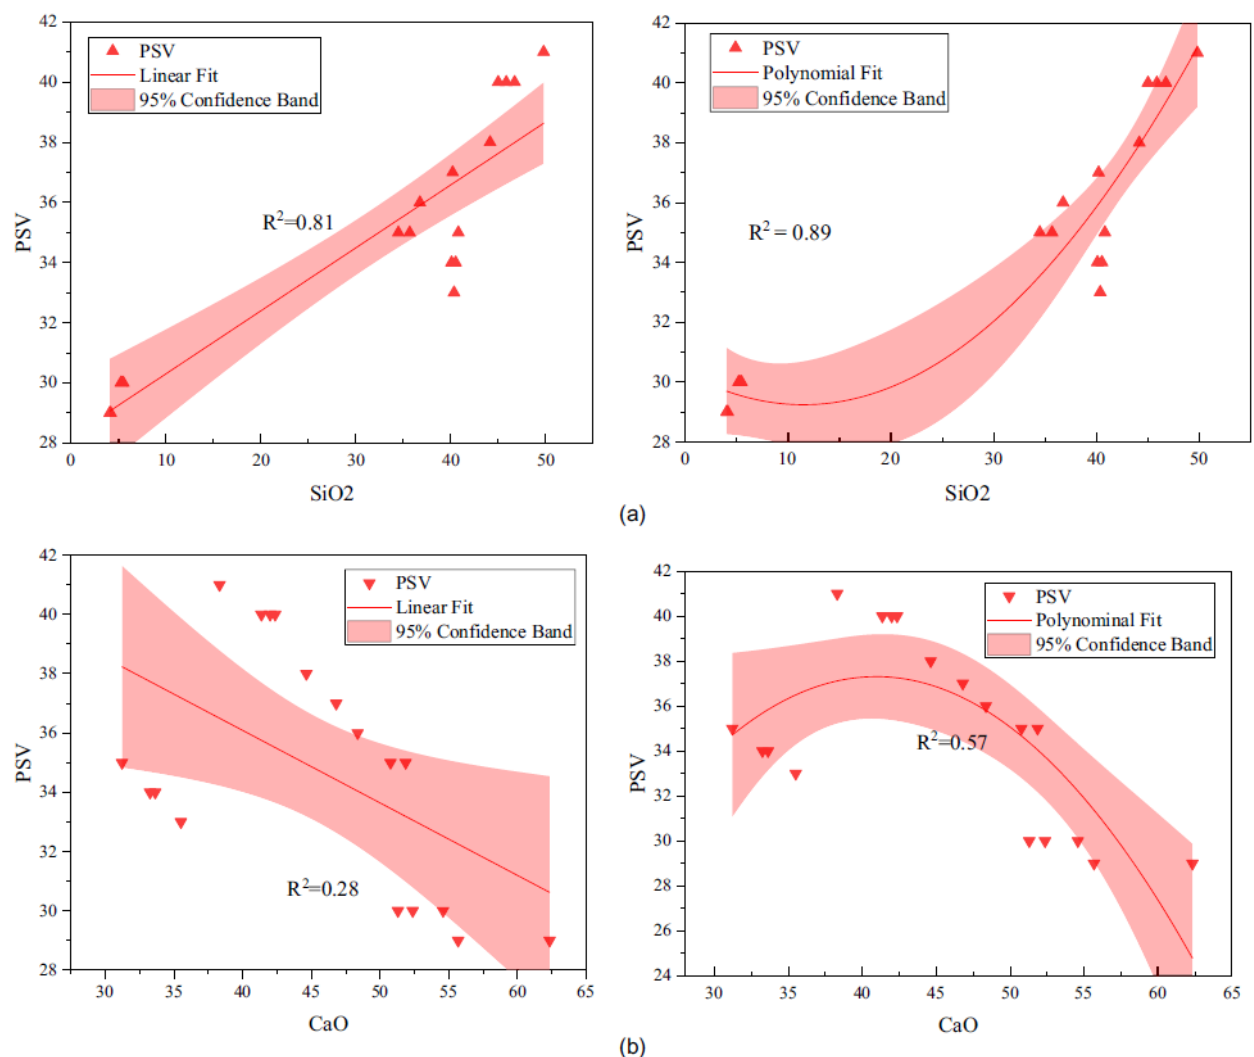 42
40
38
36
34
32
30
28
PSV
PSV
Linear Fit
95% Confidence Band
R²=0.81
0 10 20 30 40 50
SiO2
42
40
38
36
34
32
30
28
PSV
PSV
Polynomial Fit
95% Confidence Band
R² = 0.89
0 10 20 30 40 50
SiO2
(a)
42
40
38
36
34
32
30
28
PSV
PSV
Linear Fit
95% Confidence Band
R²=0.28
30 35 40 45 50 55 60 65
CaO
42
40
38
36
34
32
30
28
26
24
PSV
PSV
Polynominal Fit
95% Confidence Band
R²=0.57
30 35 40 45 50 55 60 65
CaO
(b)